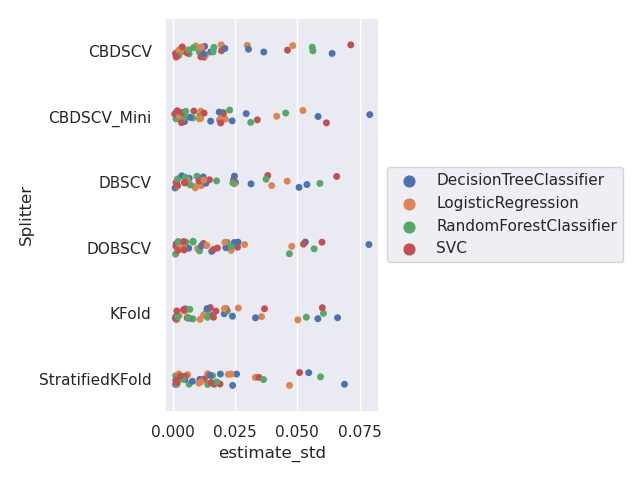 CBDSCV
CBDSCV_Mini
DBSCV
DOBSCV
KFold
StratifiedKFold
Splitter
0.000 0.025 0.050 0.075
estimate_std
DecisionTreeClassifier
LogisticRegression
RandomForestClassifier
SVC